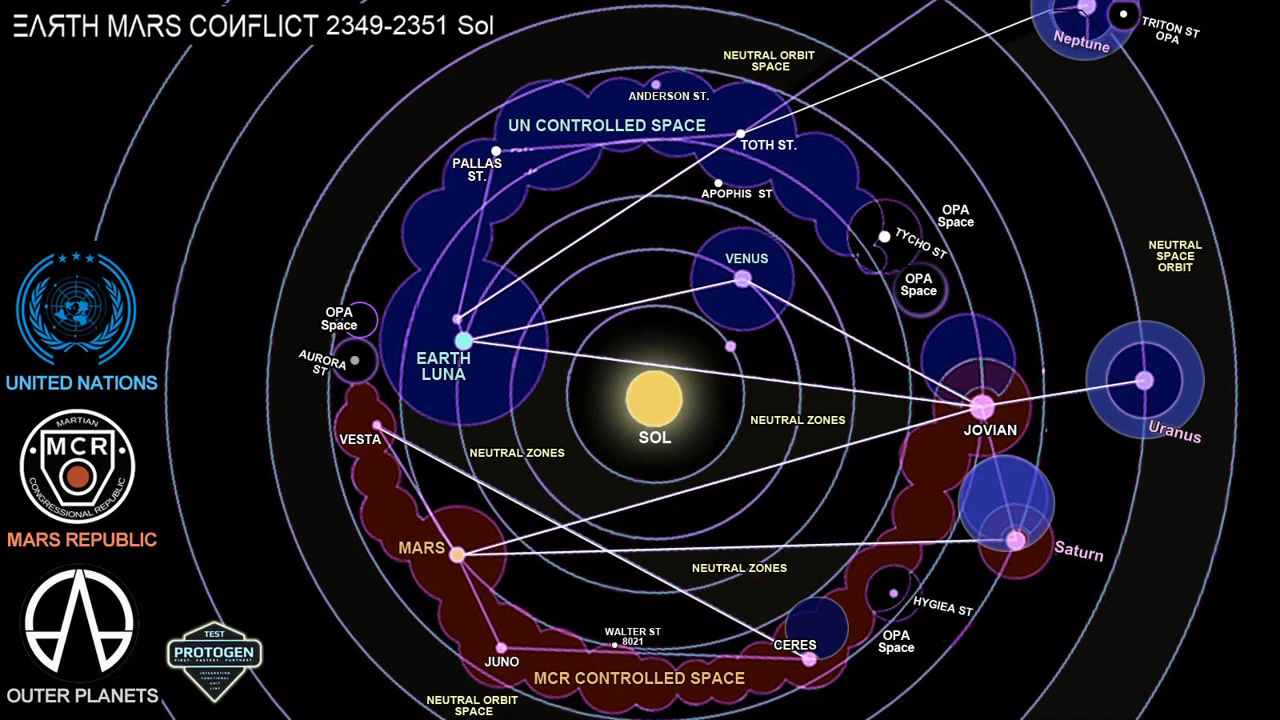 EARTH MARS CONFLICT 2349-2351 Sol
Neptune
TRITON ST
OPA
NEUTRAL ORBIT
SPACE
ANDERSON ST.
UN CONTROLLED SPACE
TOTH ST.
PALLAS
ST.
APOPHIS ST
OPA
Space
TYCHO ST
NEUTRAL
SPACE
ORBIT
VENUS
OPA
Space
OPA
Space
AURORA
ST
EARTH
LUNA
UNITED NATIONS
SOL
NEUTRAL ZONES
JOVIAN
Uranus
VESTA
NEUTRAL ZONES
MARTIAN
MCR
CONGRESSIONAL REPUBLIC
MARS REPUBLIC
MARS
Saturn
NEUTRAL ZONES
HYGIEA ST
OPA
Space
WALTER ST
8021
CERES
JUNO
MCR CONTROLLED SPACE
TEST
PROTOGEN
FIRST. FASTEST. FURTHEST.
OUTER PLANETS
NEUTRAL ORBIT
SPACE